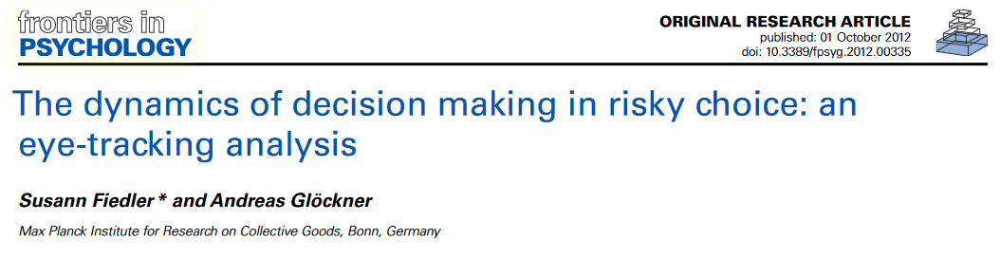 frontiers in
PSYCHOLOGY
ORIGINAL RESEARCH ARTICLE
published: 01 October 2012
doi: 10.3389/fpsyg.2012.00335
The dynamics of decision making in risky choice: an
eye-tracking analysis
Susann Fiedler* and Andreas Glöckner
Max Planck Institute for Research on Collective Goods, Bonn, Germany